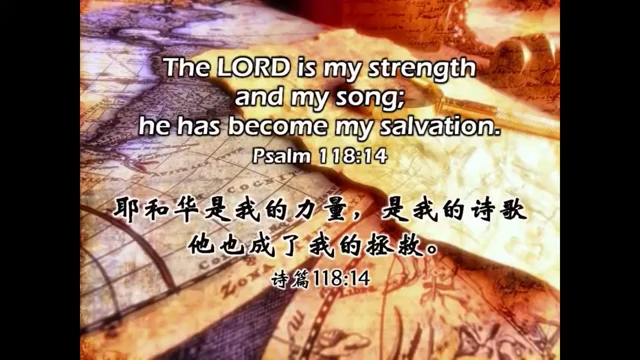 The LORD is my strength
and my song;
he has become my salvation.
Psalm 118:14
耶和华是我的力量，是我的诗歌
他也成了我的拯救。
诗篇118:14